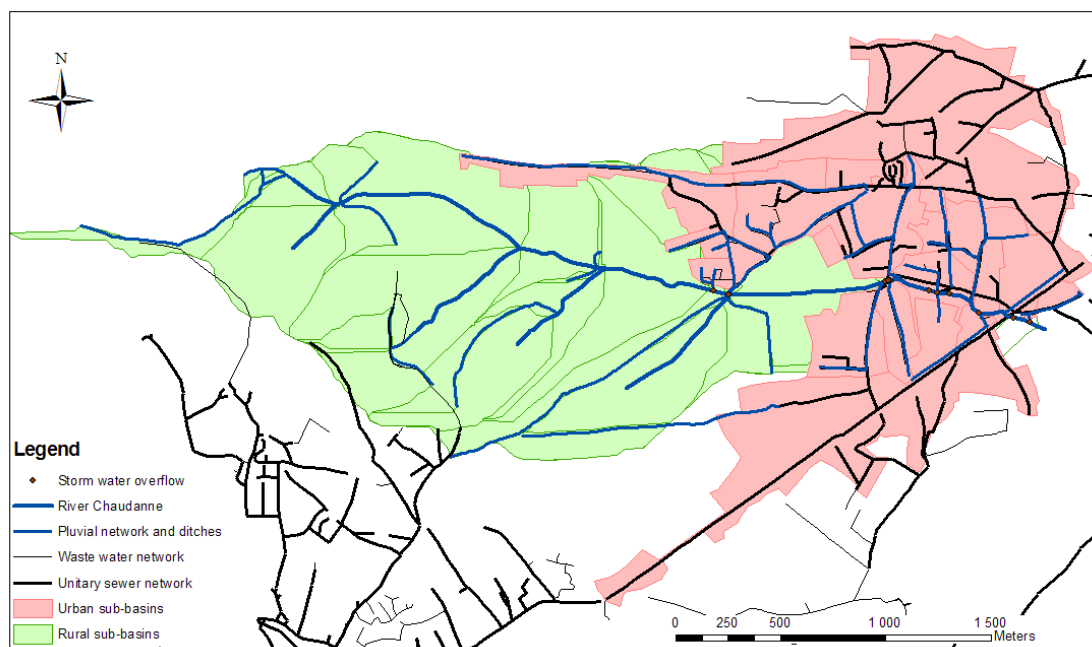 N
Legend
Storm water overflow
River Chaudanne
Pluvial network and ditches
Waste water network
Unitary sewer network
Urban sub-basins
Rural sub-basins
0 250 500 1 000 1 500
Meters